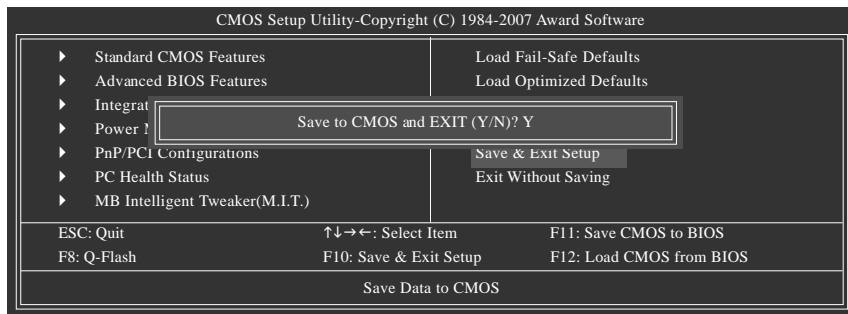 CMOS Setup Utility-Copyright (C) 1984-2007 Award Software
Standard CMOS Features
Advanced BIOS Features
Integrat
Power
PnP/PCI Configurations
PC Health Status
MB Intelligent Tweaker(M.I.T.)
Load Fail-Safe Defaults
Load Optimized Defaults
Save & Exit Setup
Exit Without Saving
Save to CMOS and EXIT (Y/N)? Y
ESC: Quit ↑↓→←: Select Item F11: Save CMOS to BIOS
F8: Q-Flash F10: Save & Exit Setup F12: Load CMOS from BIOS
Save Data to CMOS